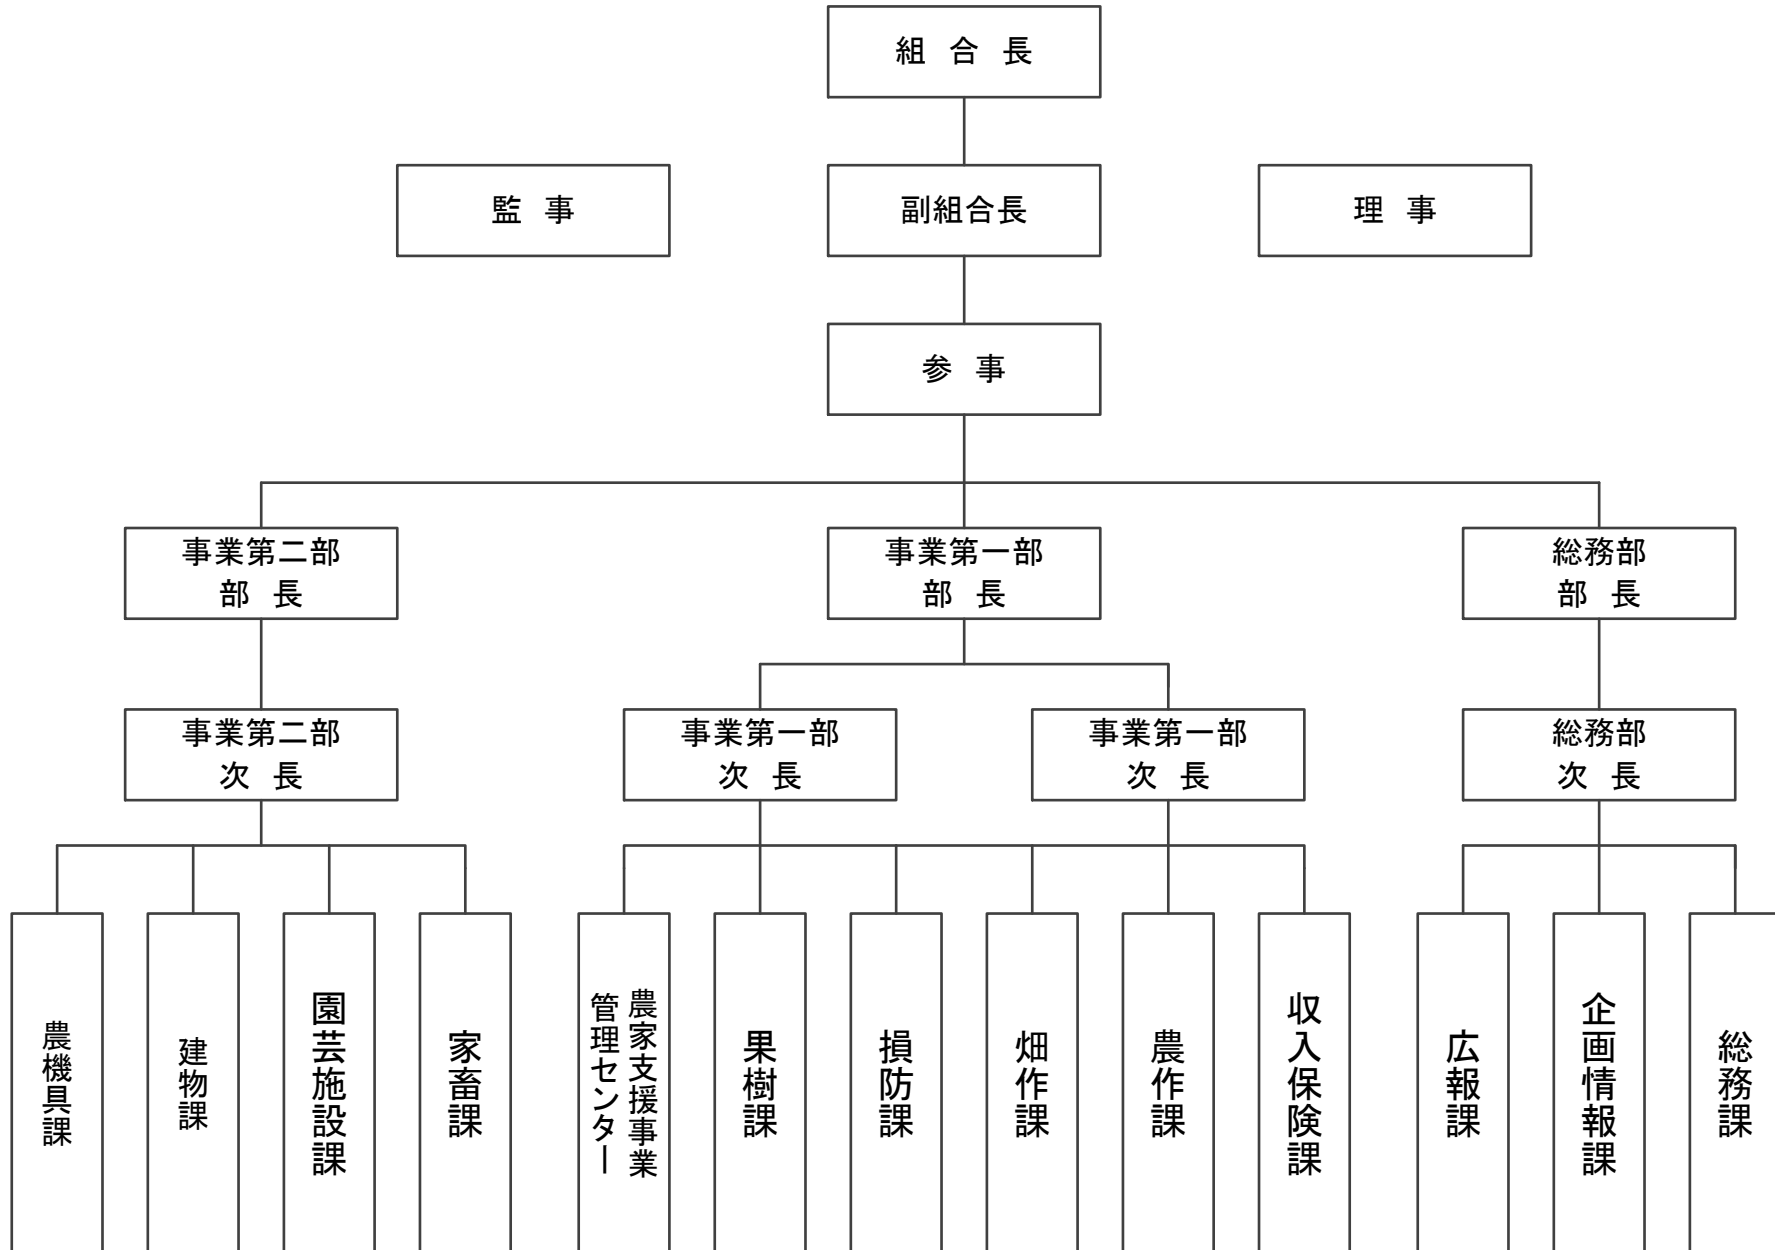 組 合 長
監 事
副組合長
理 事
参 事
事業第二部
部 長
事業第一部
部 長
総務部
部 長
事業第二部
次 長
事業第一部
次 長
事業第一部
次 長
総務部
次 長
農機具課
建物課
園芸施設課
家畜課
農家支援事業
管理センター
果樹課
損防課
畑作課
農作課
収入保険課
広報課
企画情報課
総務課